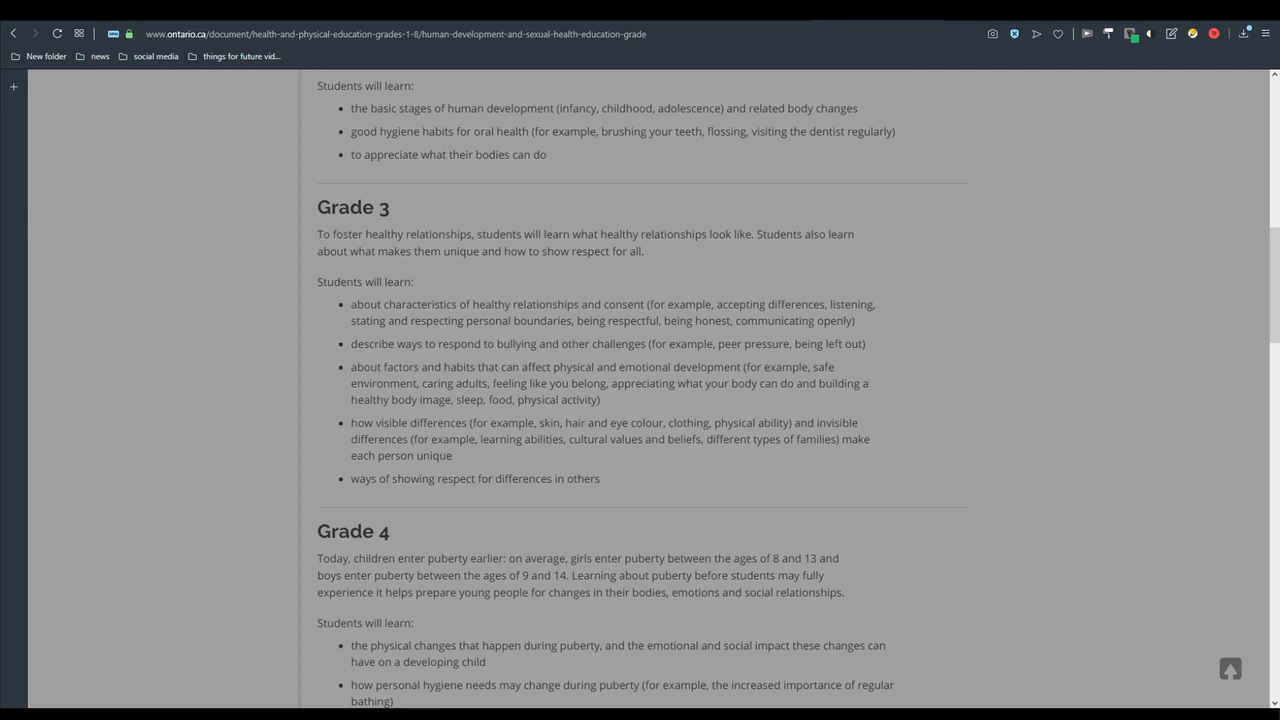 VPN
www.ontario.ca/document/health-and-physical-education-grades-1-8/human-development-and-sexual-health-education-grade
New folder
news
social media
things for future vid...
Students will learn:
• the basic stages of human development (infancy, childhood, adolescence) and related body changes
• good hygiene habits for oral health (for example, brushing your teeth, flossing, visiting the dentist regularly)
• to appreciate what their bodies can do
Grade 3
To foster healthy relationships, students will learn what healthy relationships look like. Students also learn
about what makes them unique and how to show respect for all.
Students will learn:
• about characteristics of healthy relationships and consent (for example, accepting differences, listening,
stating and respecting personal boundaries, being respectful, being honest, communicating openly)
• describe ways to respond to bullying and other challenges (for example, peer pressure, being left out)
• about factors and habits that can affect physical and emotional development (for example, safe
environment, caring adults, feeling like you belong, appreciating what your body can do and building a
healthy body image, sleep, food, physical activity)
• how visible differences (for example, skin, hair and eye colour, clothing, physical ability) and invisible
differences (for example, learning abilities, cultural values and beliefs, different types of families) make
each person unique
• ways of showing respect for differences in others
Grade 4
Today, children enter puberty earlier: on average, girls enter puberty between the ages of 8 and 13 and
boys enter puberty between the ages of 9 and 14. Learning about puberty before students may fully
experience it helps prepare young people for changes in their bodies, emotions and social relationships.
Students will learn:
• the physical changes that happen during puberty, and the emotional and social impact these changes can
have on a developing child
• how personal hygiene needs may change during puberty (for example, the increased importance of regular
bathing)